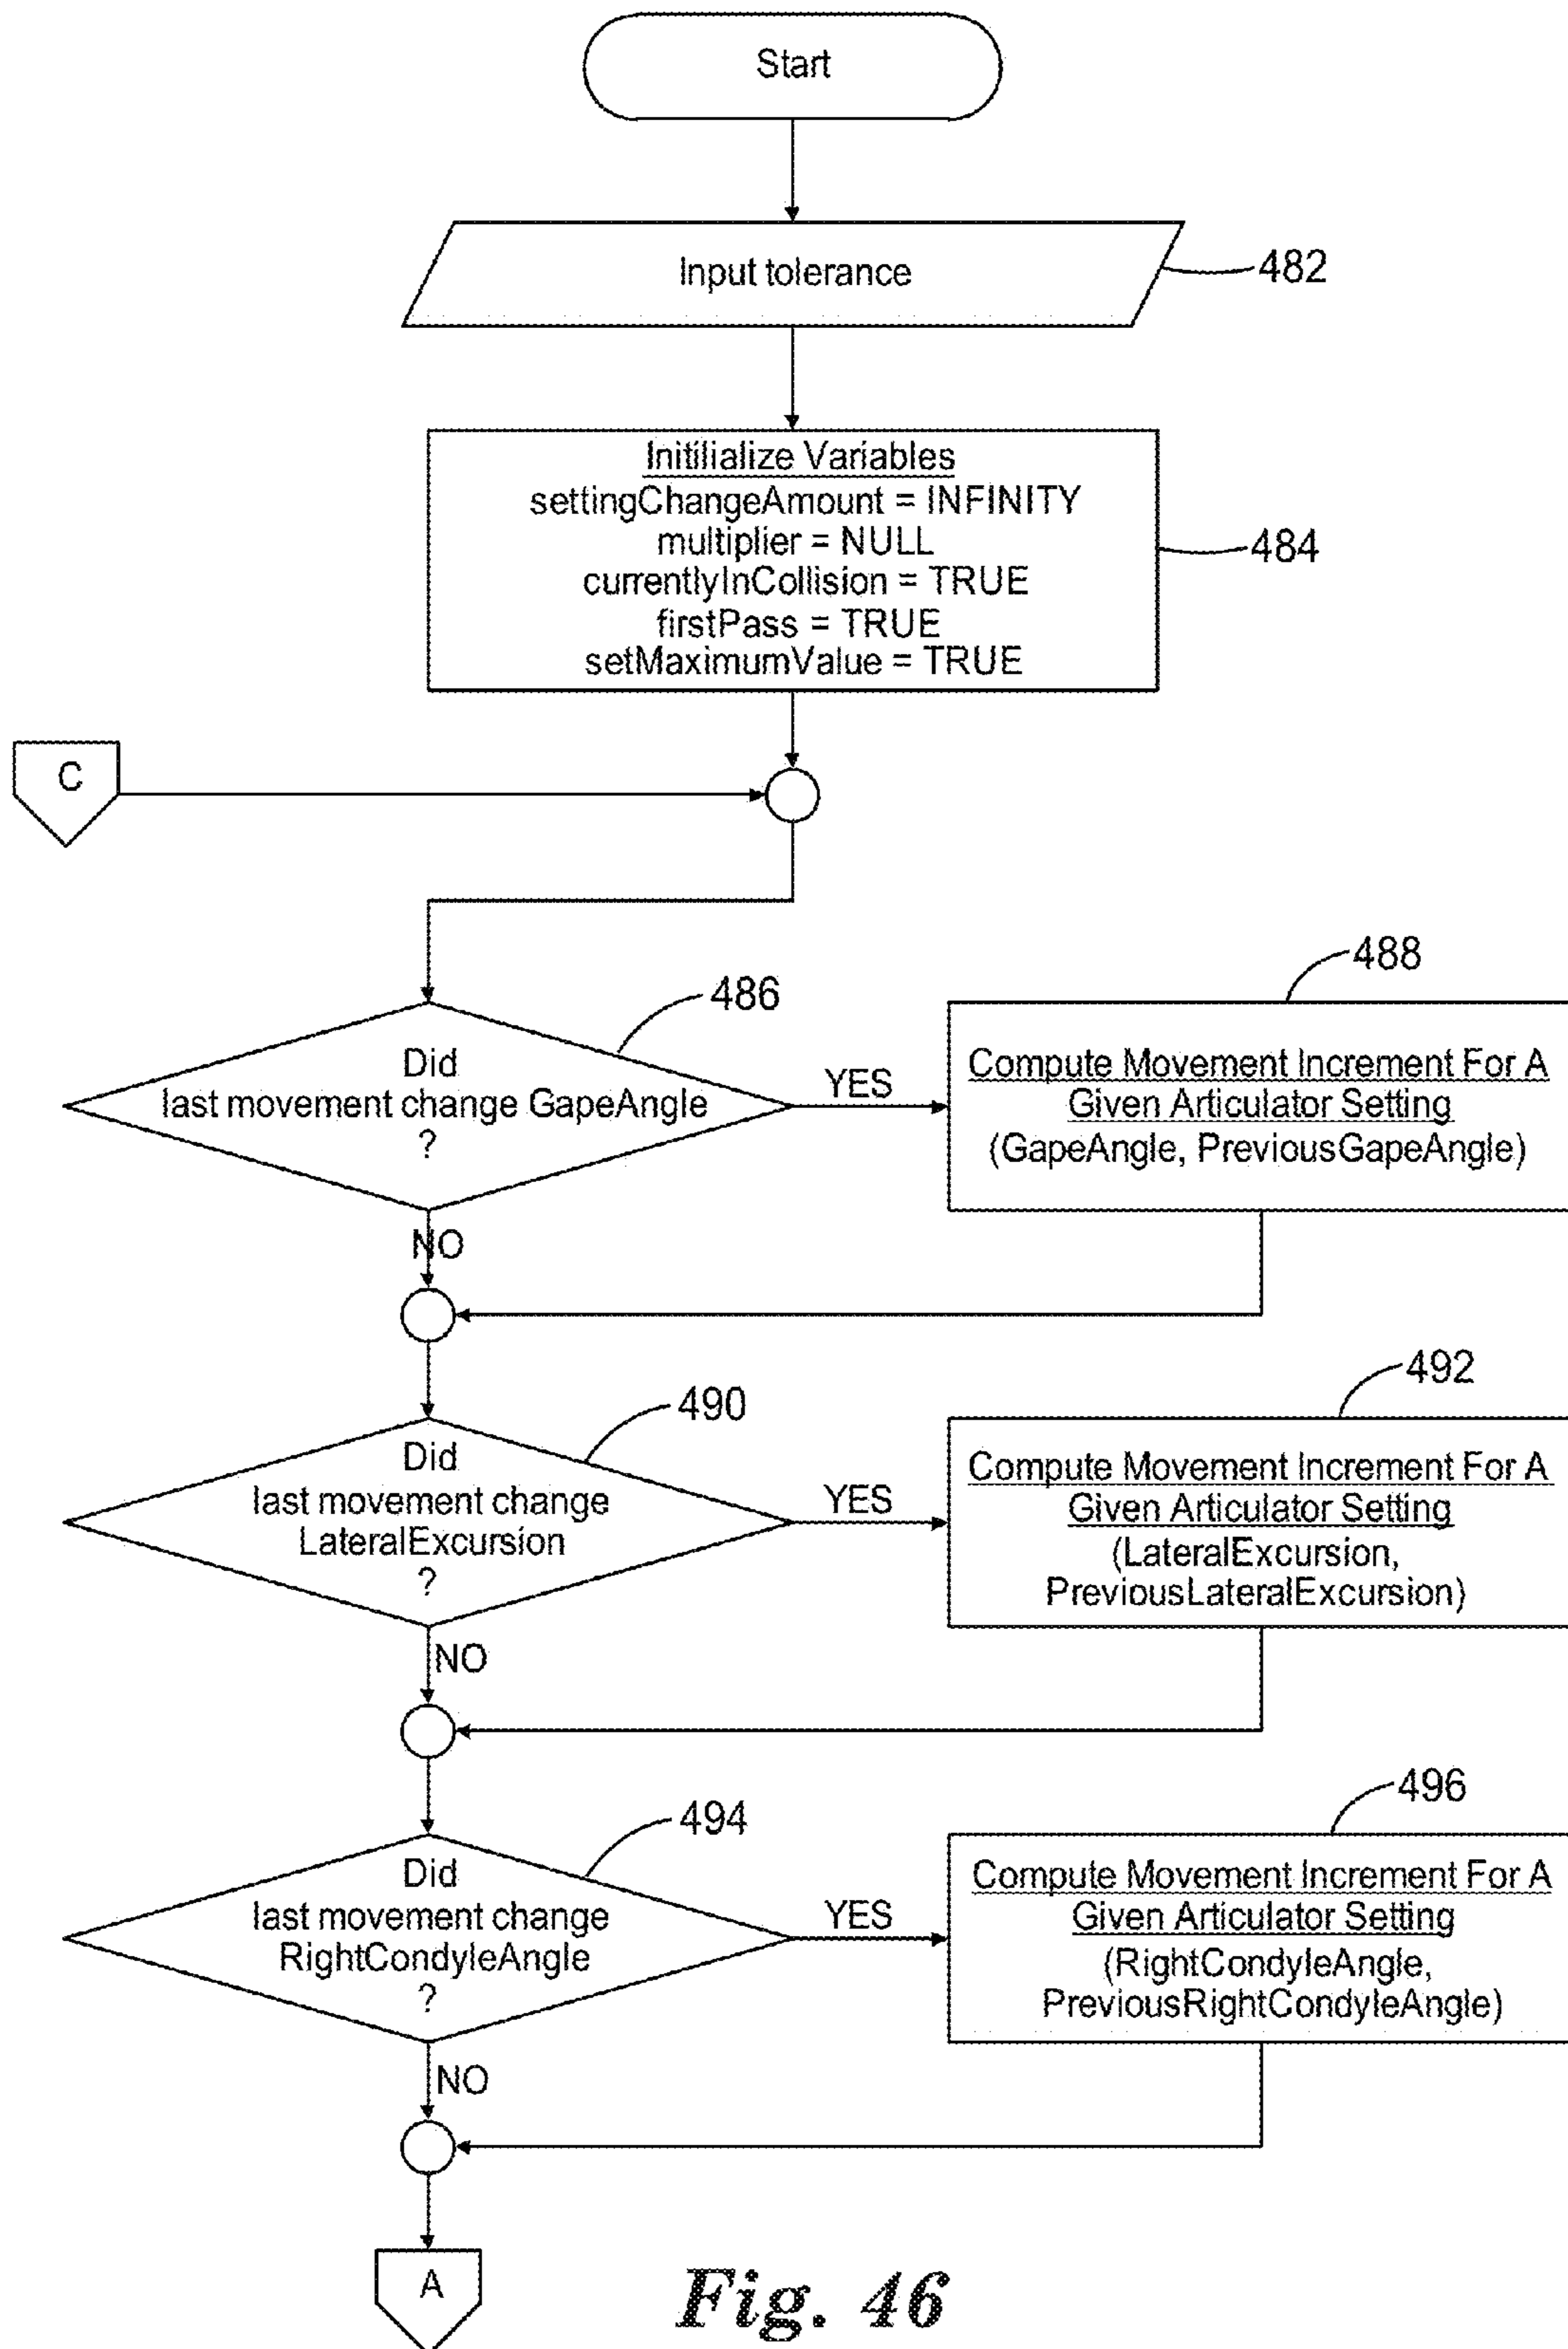 Start
Input tolerance
482
Initilialize Variables
settingChangeAmount = INFINITY
multiplier = NULL
currentlyInCollision = TRUE
firstPass = TRUE
setMaximumValue = TRUE
484
C
486
Did
last movement change GapeAngle
?
YES
488
Compute Movement Increment For A
Given Articulator Setting
(GapeAngle, PreviousGapeAngle)
NO
490
Did
last movement change
LateralExcursion
?
YES
492
Compute Movement Increment For A
Given Articulator Setting
(LateralExcursion,
PreviousLateralExcursion)
NO
494
Did
last movement change
RightCondyleAngle
?
YES
496
Compute Movement Increment For A
Given Articulator Setting
(RightCondyleAngle,
PreviousRightCondyleAngle)
NO
A
Fig. 46